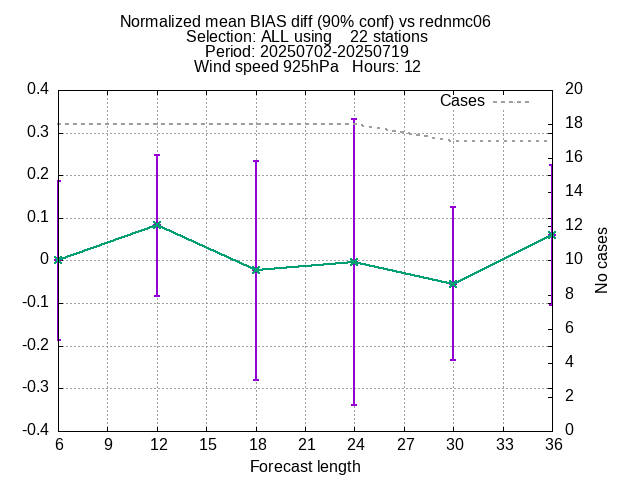 Normalized mean BIAS diff (90% conf) vs rednmc06
Selection: ALL using    22 stations
Period: 20250702-20250719
Wind speed 925hPa   Hours: 12
Cases
0.4
0.3
0.2
0.1
0
-0.1
-0.2
-0.3
-0.4
20
18
16
14
12
10
8
6
4
2
0
No cases
6 9 12 15 18 21 24 27 30 33 36
Forecast length